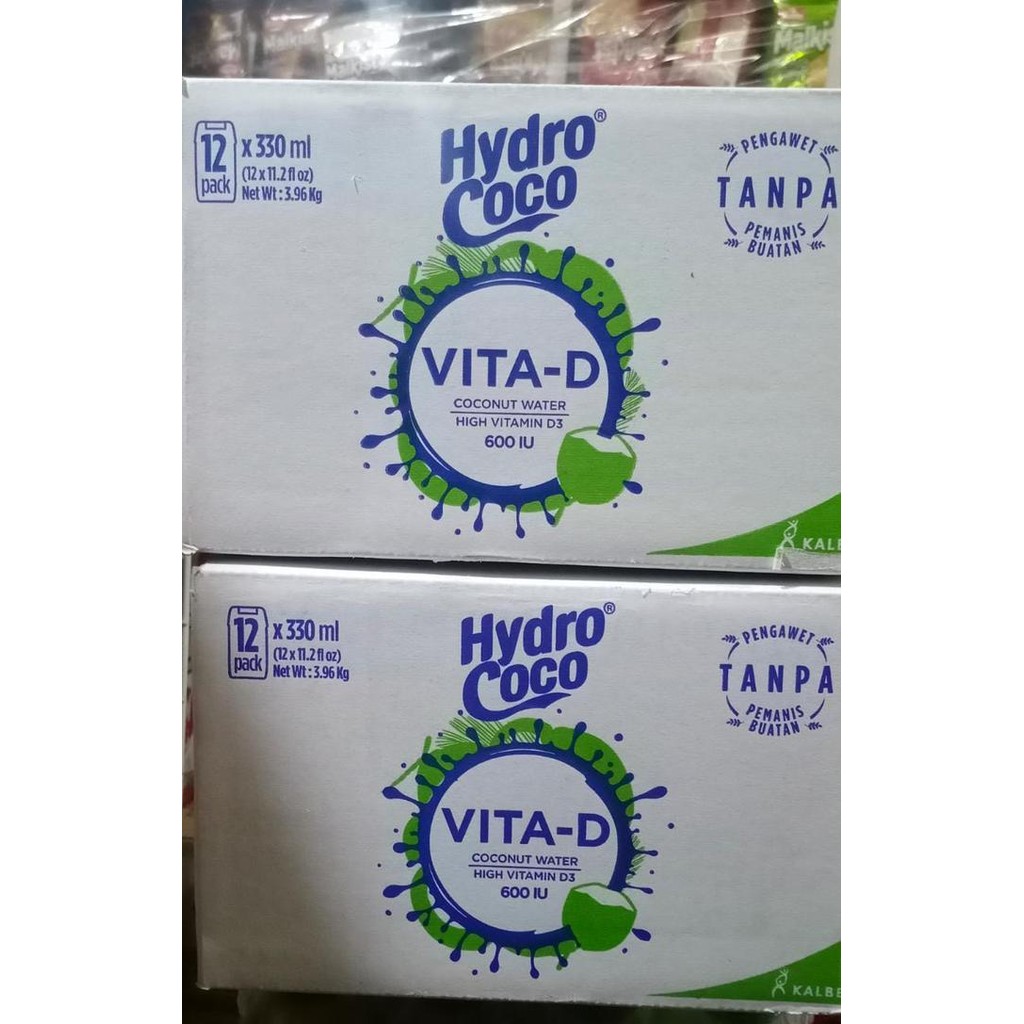 Malkis
12
pack
x 330 ml
(12 x 11.2 fl oz)
Net Wt : 3.96 Kg
Hydro
Coco®
PENGAWET
TANPA
PEMANIS
BUATAN
VITA-D
COCONUT WATER
HIGH VITAMIN D3
600 IU
KALBE
12
pack
x 330 ml
(12 x 11.2 fl oz)
Net Wt : 3.96 Kg
Hydro
Coco®
PENGAWET
TANPA
PEMANIS
BUATAN
VITA-D
COCONUT WATER
HIGH VITAMIN D3
600 IU
KALBE